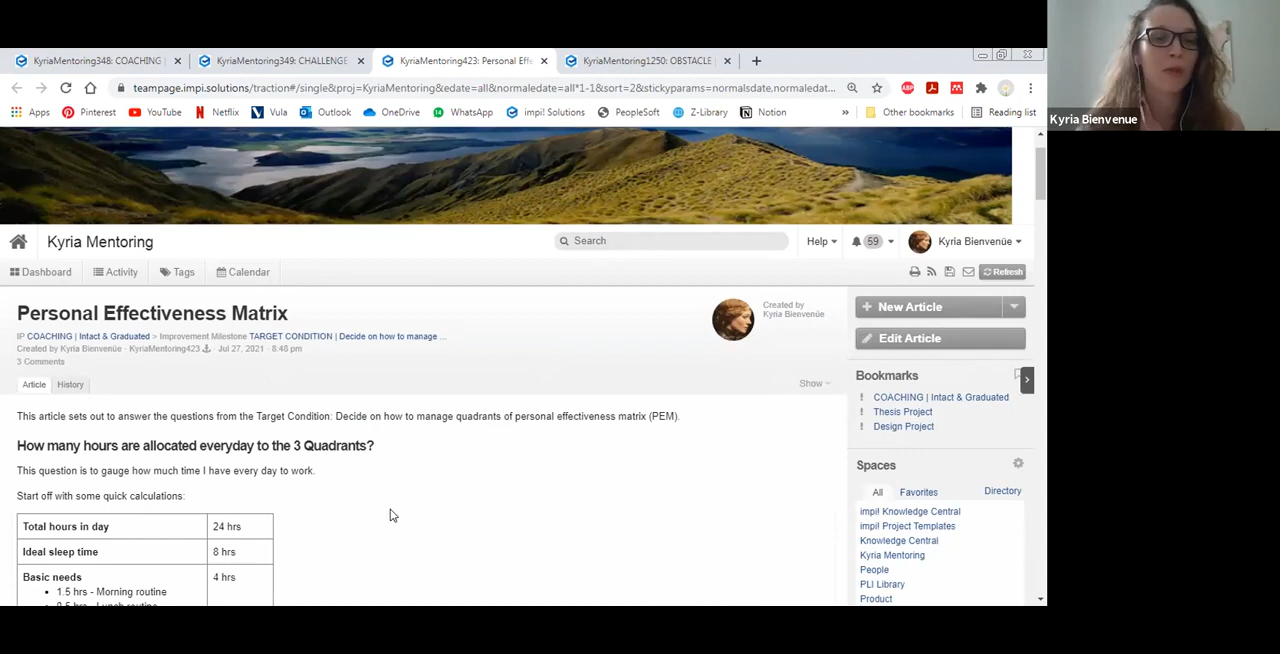 KyriaMentoring348: COACHING
KyriaMentoring349: CHALLENGE
KyriaMentoring423: Personal Effe
KyriaMentoring1250: OBSTACLE
teampage.impi.solutions/traction#/single&proj=KyriaMentoring&edate=all&normaledate=all*1-1&sort=2&stickyparams=normalsdate,normaledat...
Apps
Pinterest
YouTube
Netflix
Vula
Outlook
OneDrive
WhatsApp
impi! Solutions
PeopleSoft
Z-Library
Notion
»
Other bookmarks
Reading list
Kyria Bienvenue
Kyria Mentoring
Search
Help
59
Kyria Bienvenüe
Dashboard
Activity
Tags
Calendar
Refresh
Personal Effectiveness Matrix
IP COACHING | Intact & Graduated > Improvement Milestone TARGET CONDITION | Decide on how to manage ...
Created by Kyria Bienvenüe · KyriaMentoring423 · Jul 27, 2021 · 8:46 pm
3 Comments
Created by
Kyria Bienvenüe
Article
History
Show
This article sets out to answer the questions from the Target Condition: Decide on how to manage quadrants of personal effectiveness matrix (PEM).
How many hours are allocated everyday to the 3 Quadrants?
This question is to gauge how much time I have every day to work.
Start off with some quick calculations:
Total hours in day 24 hrs
Ideal sleep time 8 hrs
Basic needs 4 hrs
• 1.5 hrs - Morning routine
New Article
Edit Article
Bookmarks
COACHING | Intact & Graduated
Thesis Project
Design Project
Spaces
All
Favorites
Directory
impi! Knowledge Central
impi! Project Templates
Knowledge Central
Kyria Mentoring
People
PLI Library
Product